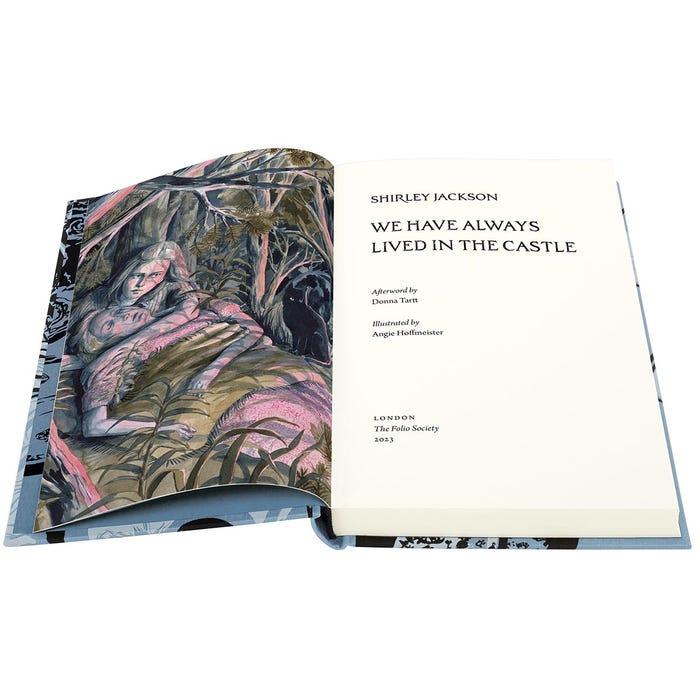 SHIRLEY JACKSON
WE HAVE ALWAYS
LIVED IN THE CASTLE
Afterword by
Donna Tartt
Illustrated by
Angie Hoffmeister
LONDON
The Folio Society
2023